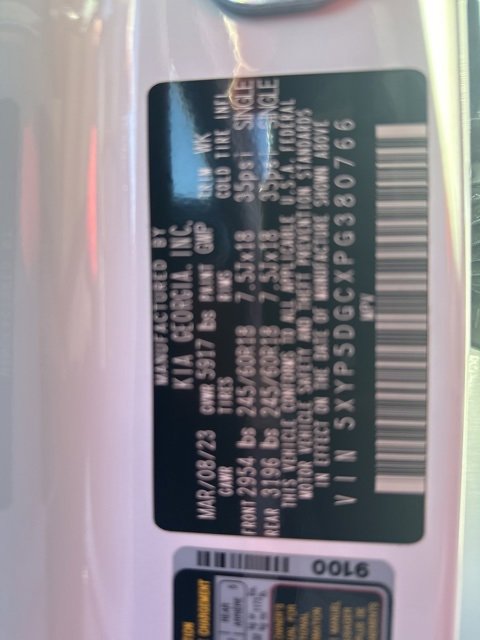 MANUFACTURED BY
KIA GEORGIA, INC.
MAR/08/23 GVWR 5917 lbs PAINT GWP TRIM WK
GAWR TIRES RIMS COLD TIRE INFL
FRONT 2954 lbs 245/60R18 7.5Jx18 35psi SINGLE
REAR 3196 lbs 245/60R18 7.5Jx18 35psi SINGLE
THIS VEHICLE CONFORMS TO ALL APPLICABLE U.S.A. FEDERAL
MOTOR VEHICLE SAFETY AND THEFT PREVENTION STANDARDS
IN EFFECT ON THE DATE OF MANUFACTURE SHOWN ABOVE
VIN 5XYP5DGCXPG380766
MPV
9100